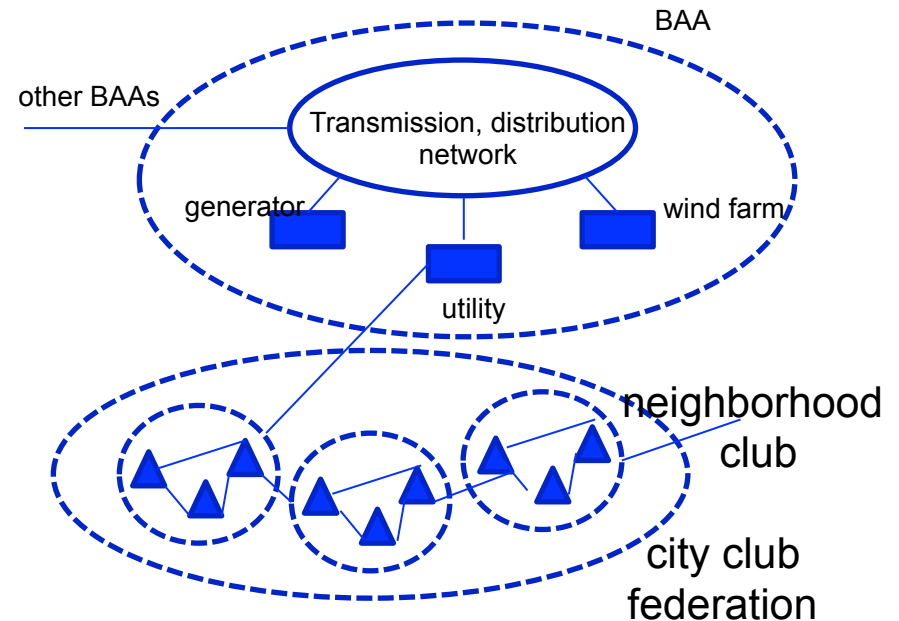 BAA
other BAAs
Transmission, distribution
network
generator
wind farm
utility
neighborhood
club
city club
federation